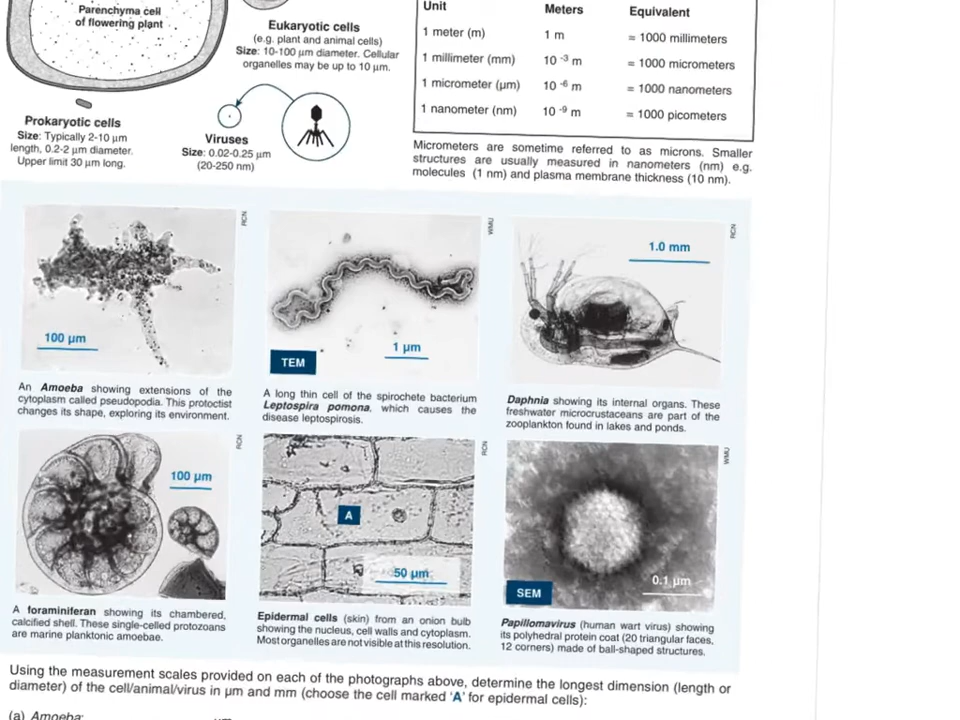 Parenchyma cell
of flowering plant
Eukaryotic cells
(e.g. plant and animal cells)
Size: 10-100 µm diameter. Cellular
organelles may be up to 10 µm.
Prokaryotic cells
Size: Typically 2-10 µm
length, 0.2-2 µm diameter.
Upper limit 30 µm long.
Viruses
Size: 0.02-0.25 µm
(20-250 nm)
Unit Meters Equivalent
1 meter (m) 1 m = 1000 millimeters
1 millimeter (mm) 10 -3 m = 1000 micrometers
1 micrometer (µm) 10 -6 m = 1000 nanometers
1 nanometer (nm) 10 -9 m = 1000 picometers
Micrometers are sometime referred to as microns. Smaller
structures are usually measured in nanometers (nm) e.g.
molecules (1 nm) and plasma membrane thickness (10 nm).
RCN
100 µm
An Amoeba showing extensions of the
cytoplasm called pseudopodia. This protoctist
changes its shape, exploring its environment.
WMU
TEM
1 µm
A long thin cell of the spirochete bacterium
Leptospira pomona, which causes the
disease leptospirosis.
RCN
1.0 mm
Daphnia showing its internal organs. These
freshwater microcrustaceans are part of the
zooplankton found in lakes and ponds.
RCN
100 µm
A foraminiferan showing its chambered,
calcified shell. These single-celled protozoans
are marine planktonic amoebae.
RCN
A
50 µm
Epidermal cells (skin) from an onion bulb
showing the nucleus, cell walls and cytoplasm.
Most organelles are not visible at this resolution.
WMU
SEM
0.1 µm
Papillomavirus (human wart virus) showing
its polyhedral protein coat (20 triangular faces,
12 corners) made of ball-shaped structures.
Using the measurement scales provided on each of the photographs above, determine the longest dimension (length or
diameter) of the cell/animal/virus in µm and mm (choose the cell marked 'A' for epidermal cells):
(a) Amoeba: µm